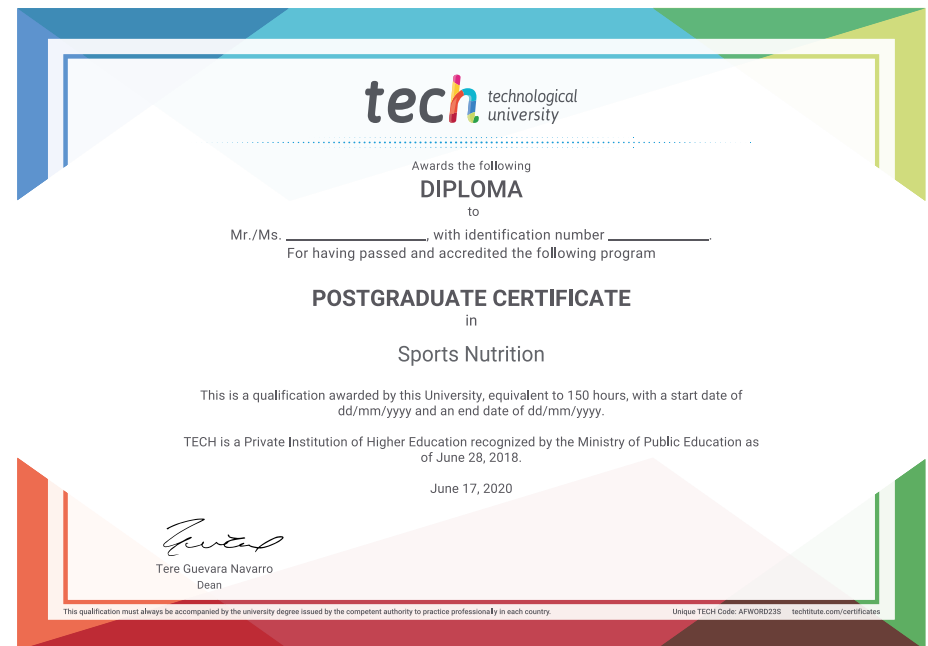 tech technological
university
Awards the following
DIPLOMA
to
Mr./Ms. ____________________, with identification number ______________.
For having passed and accredited the following program
POSTGRADUATE CERTIFICATE
in
Sports Nutrition
This is a qualification awarded by this University, equivalent to 150 hours, with a start date of
dd/mm/yyyy and an end date of dd/mm/yyyy.
TECH is a Private Institution of Higher Education recognized by the Ministry of Public Education as
of June 28, 2018.
June 17, 2020
Tere Guevara Navarro
Dean
This qualification must always be accompanied by the university degree issued by the competent authority to practice professionally in each country.
Unique TECH Code: AFWORD23S techtitute.com/certificates